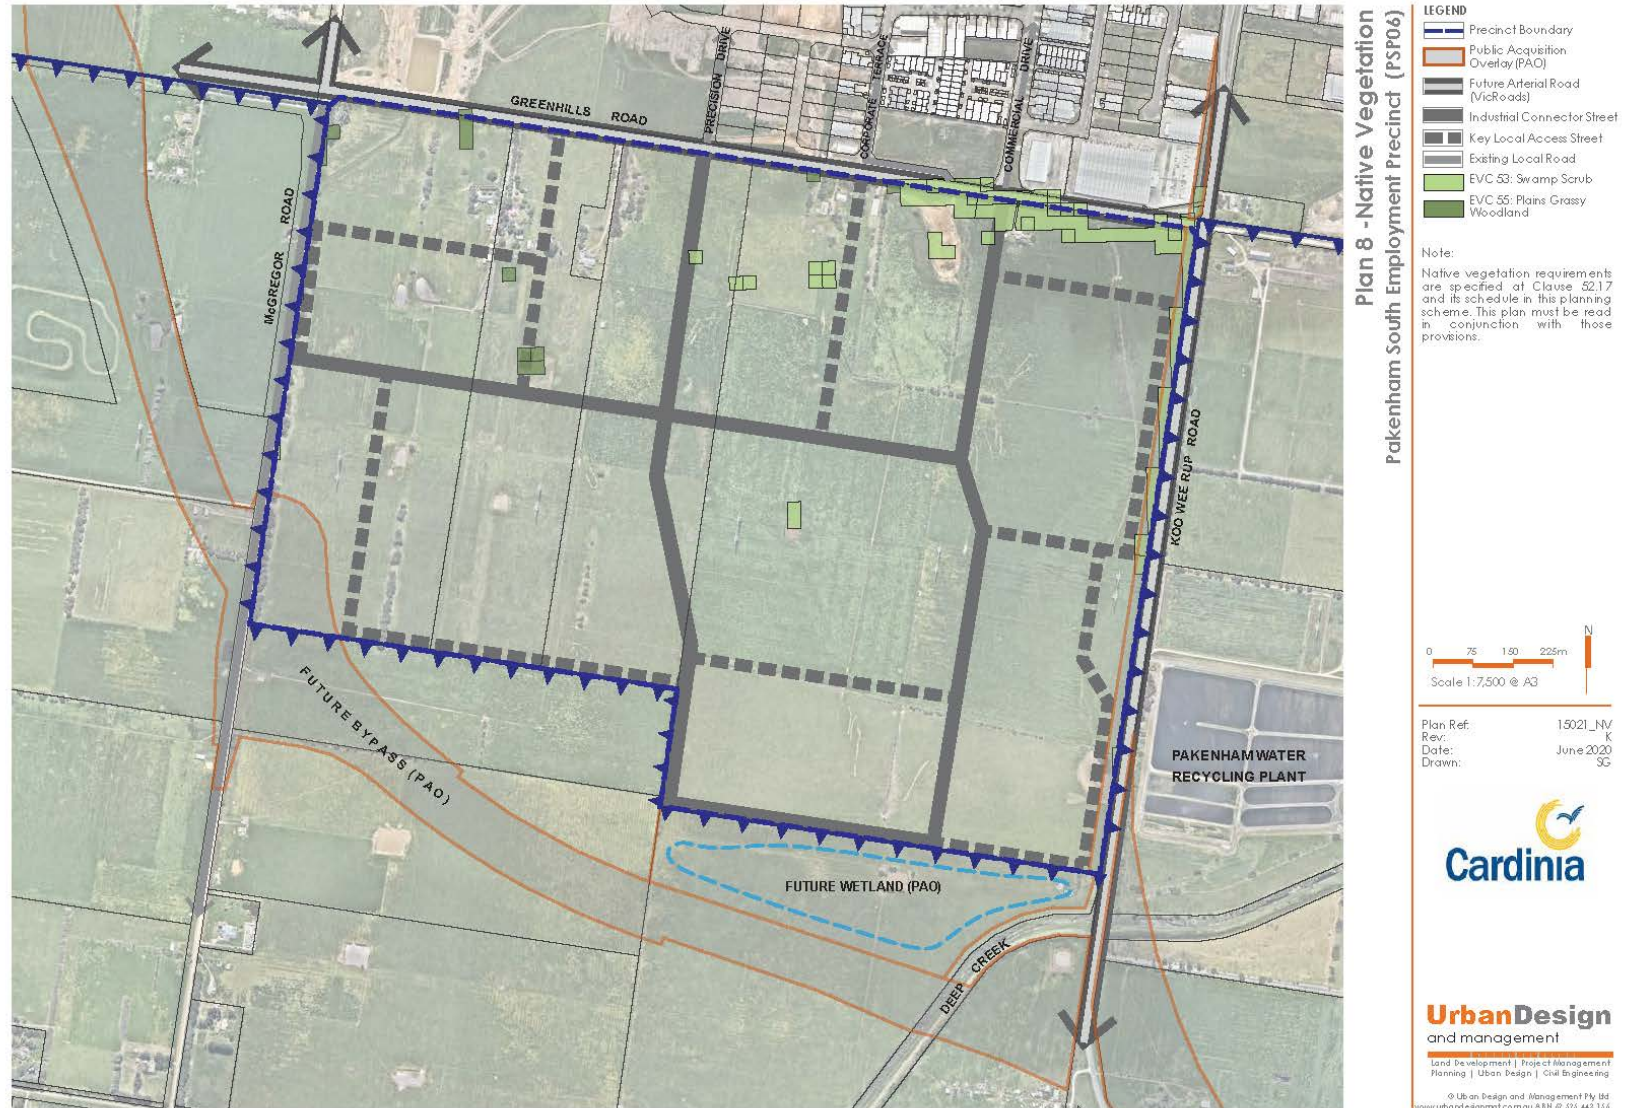 GREENHILLS ROAD
PRECISION DRIVE
CORPORATE TERRACE
COMMERCIAL DRIVE
McGREGOR ROAD
KOO WEE RUP ROAD
FUTURE BYPASS (PAO)
PAKENHAM WATER
RECYCLING PLANT
FUTURE WETLAND (PAO)
DEEP CREEK
Plan 8 - Native Vegetation
Pakenham South Employment Precinct (PSP06)
LEGEND
Precinct Boundary
Public Acquisition
Overlay (PAO)
Future Arterial Road
(VicRoads)
Industrial Connector Street
Key Local Access Street
Existing Local Road
EVC 53: Swamp Scrub
EVC 55: Plains Grassy
Woodland
Note:
Native vegetation requirements
are specified at Clause 52.17
and its schedule in this planning
scheme. This plan must be read
in conjunction with those
provisions.
N
0 75 150 225m
Scale 1:7,500 @ A3
Plan Ref: 15021_NV
Rev: K
Date: June 2020
Drawn: SG
Cardinia
UrbanDesign
and management
Land Development | Project Management
Planning | Urban Design | Civil Engineering
© Urban Design and Management Pty Ltd